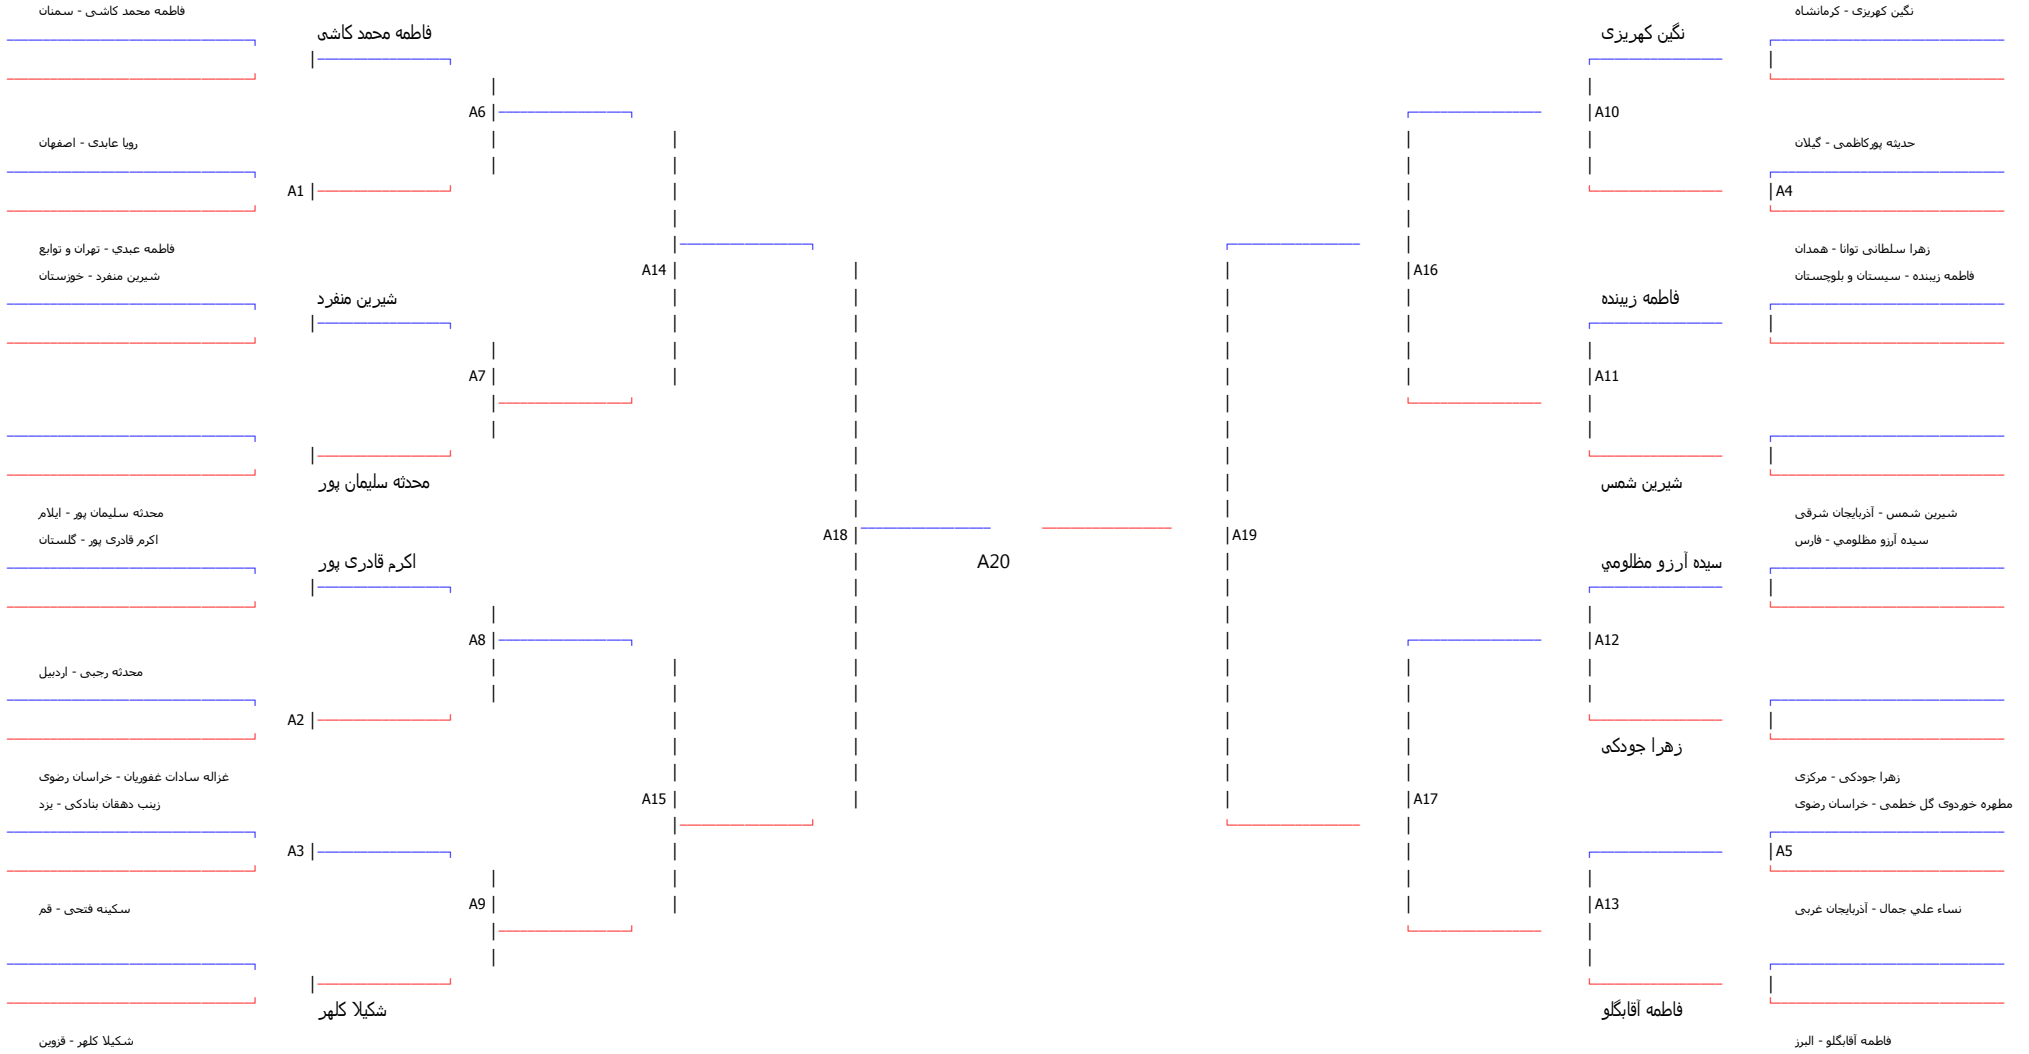 فاطمه محمد کاشی - سمنان
نگین کهریزی - کرمانشاه
فاطمه محمد کاشی
نگین کهریزی
A6
A10
رویا عابدی - اصفهان
حدیثه پورکاظمی - گیلان
A1
A4
فاطمه عبدي - تهران و توابع
زهرا سلطانی توانا - همدان
شیرین منفرد - خوزستان
A14
A16
فاطمه زیبنده - سیستان و بلوچستان
شیرین منفرد
فاطمه زیبنده
A7
A11
محدثه سلیمان پور
شیرین شمس
محدثه سلیمان پور - ایلام
شیرین شمس - آذربایجان شرقی
اکرم قادری پور - گلستان
A18
A19
سیده آرزو مظلومي - فارس
اکرم قادری پور
A20
سیده آرزو مظلومي
A8
A12
محدثه رجبی - اردبیل
A2
زهرا جودکی
غزاله سادات غفوریان - خراسان رضوی
زهرا جودکی - مرکزی
زینب دهقان بنادکی - یزد
A15
A17
مطهره خوردوی گل خطمی - خراسان رضوی
A3
A5
A9
A13
سکینه فتحی - قم
نساء علي جمال - آذربایجان غربی
شکیلا کلهر
فاطمه آقابگلو
شکیلا کلهر - قزوین
فاطمه آقابگلو - البرز